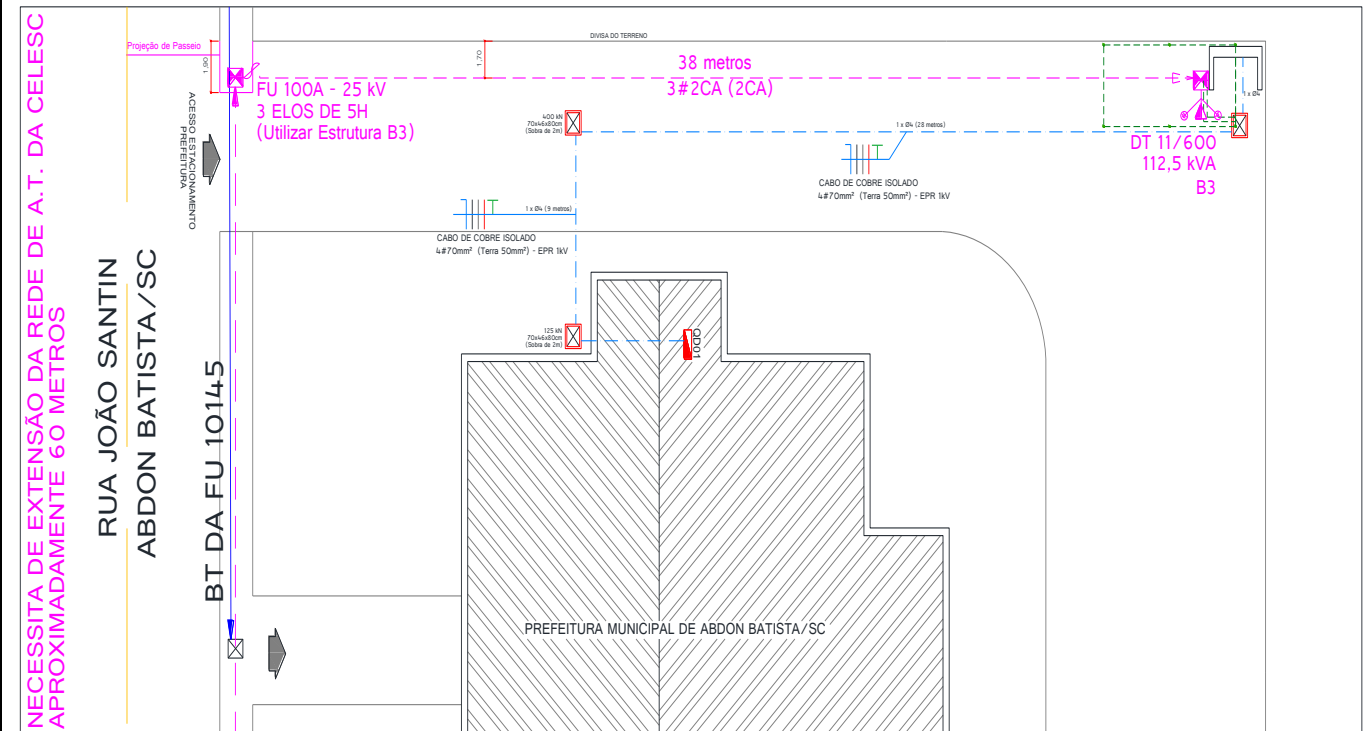 NECESSITA DE EXTENSÃO DA REDE DE A.T. DA CELESC
APROXIMADAMENTE 60 METROS
RUA JOÃO SANTIN
ABDON BATISTA/SC
BT DA FU 10145
Projeção de Passeio
1,90
ACESSO ESTACIONAMENTO
PREFEITURA
FU 100A - 25 kV
3 ELOS DE 5H
(Utilizar Estrutura B3)
DIVISA DO TERRENO
1,70
38 metros
3#2CA (2CA)
400 kN
70x46x80cm
(Sobra de 2m)
1 x Ø4 (28 metros)
CABO DE COBRE ISOLADO
4#70mm² (Terra 50mm²) - EPR 1kV
1 x Ø4
DT 11/600
112,5 kVA
B3
1 x Ø4 (9 metros)
CABO DE COBRE ISOLADO
4#70mm² (Terra 50mm²) - EPR 1kV
125 kN
70x46x80cm
(Sobra de 2m)
QD01
PREFEITURA MUNICIPAL DE ABDON BATISTA/SC